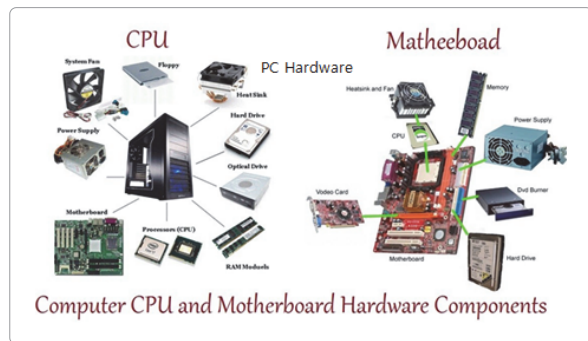 CPU
Matheeboad
PC Hardware
System Fan
Floppy
Heat Sink
Power Supply
Hard Drive
Optical Drive
Motherboard
Processors (CPU)
RAM Moduels
Heatsink and Fan
Memory
CPU
Power Supply
Vodeo Card
Dvd Burner
Motherboard
Hard Drive
Computer CPU and Motherboard Hardware Components